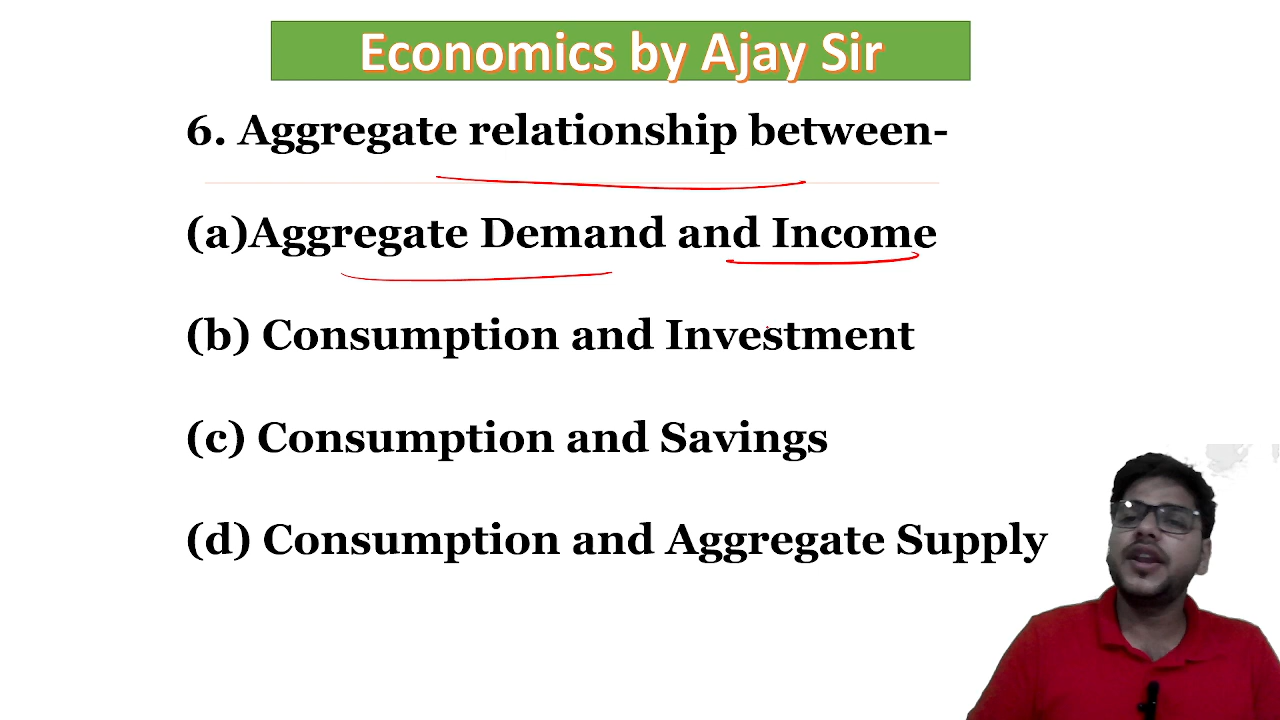 Economics by Ajay Sir
6. Aggregate relationship between-
(a)Aggregate Demand and Income
(b) Consumption and Investment
(c) Consumption and Savings
(d) Consumption and Aggregate Supply